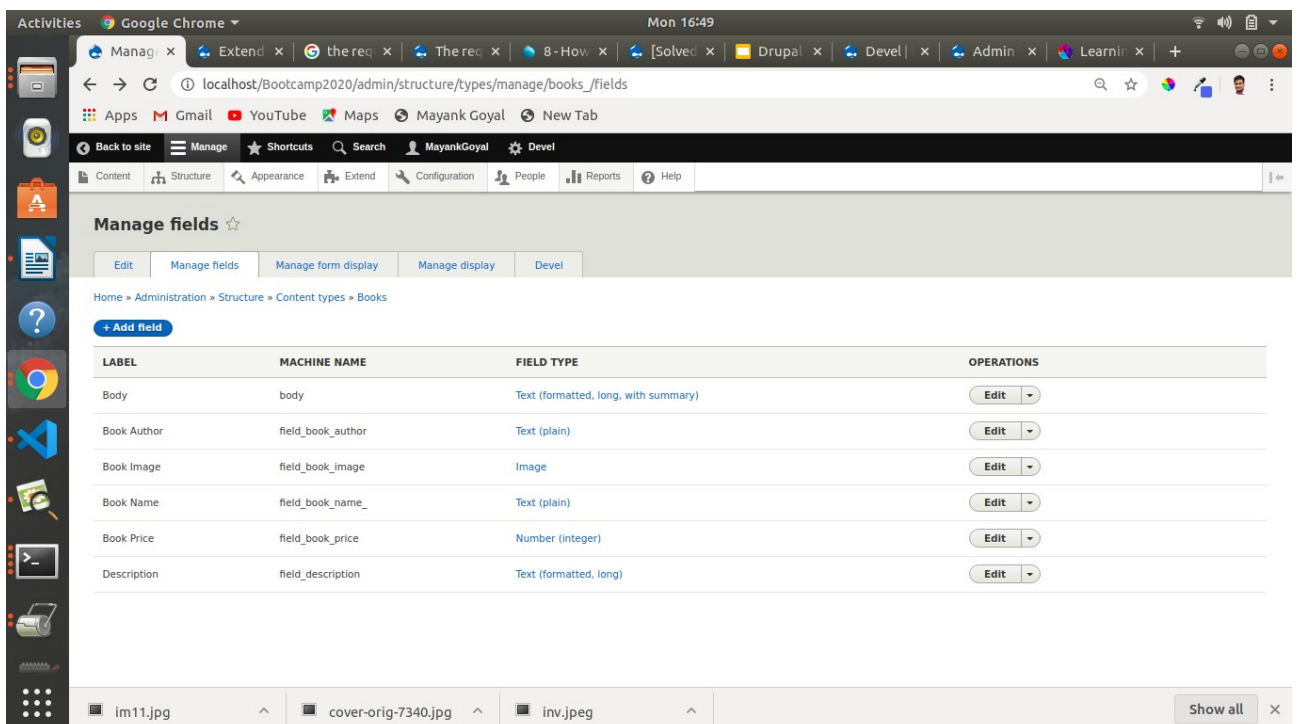 Activities Google Chrome Mon 16:49
Manage Extend the req The req 8-How [Solved Drupal Devel| Admin Learnin
localhost/Bootcamp2020/admin/structure/types/manage/books_/fields
Apps Gmail YouTube Maps Mayank Goyal New Tab
Back to site Manage Shortcuts Search MayankGoyal Devel
Content Structure Appearance Extend Configuration People Reports Help
Manage fields
Edit Manage fields Manage form display Manage display Devel
Home » Administration » Structure » Content types » Books
+ Add field
LABEL MACHINE NAME FIELD TYPE OPERATIONS
Body body Text (formatted, long, with summary) Edit
Book Author field_book_author Text (plain) Edit
Book Image field_book_image Image Edit
Book Name field_book_name_ Text (plain) Edit
Book Price field_book_price Number (integer) Edit
Description field_description Text (formatted, long) Edit
im11.jpg cover-orig-7340.jpg inv.jpeg Show all